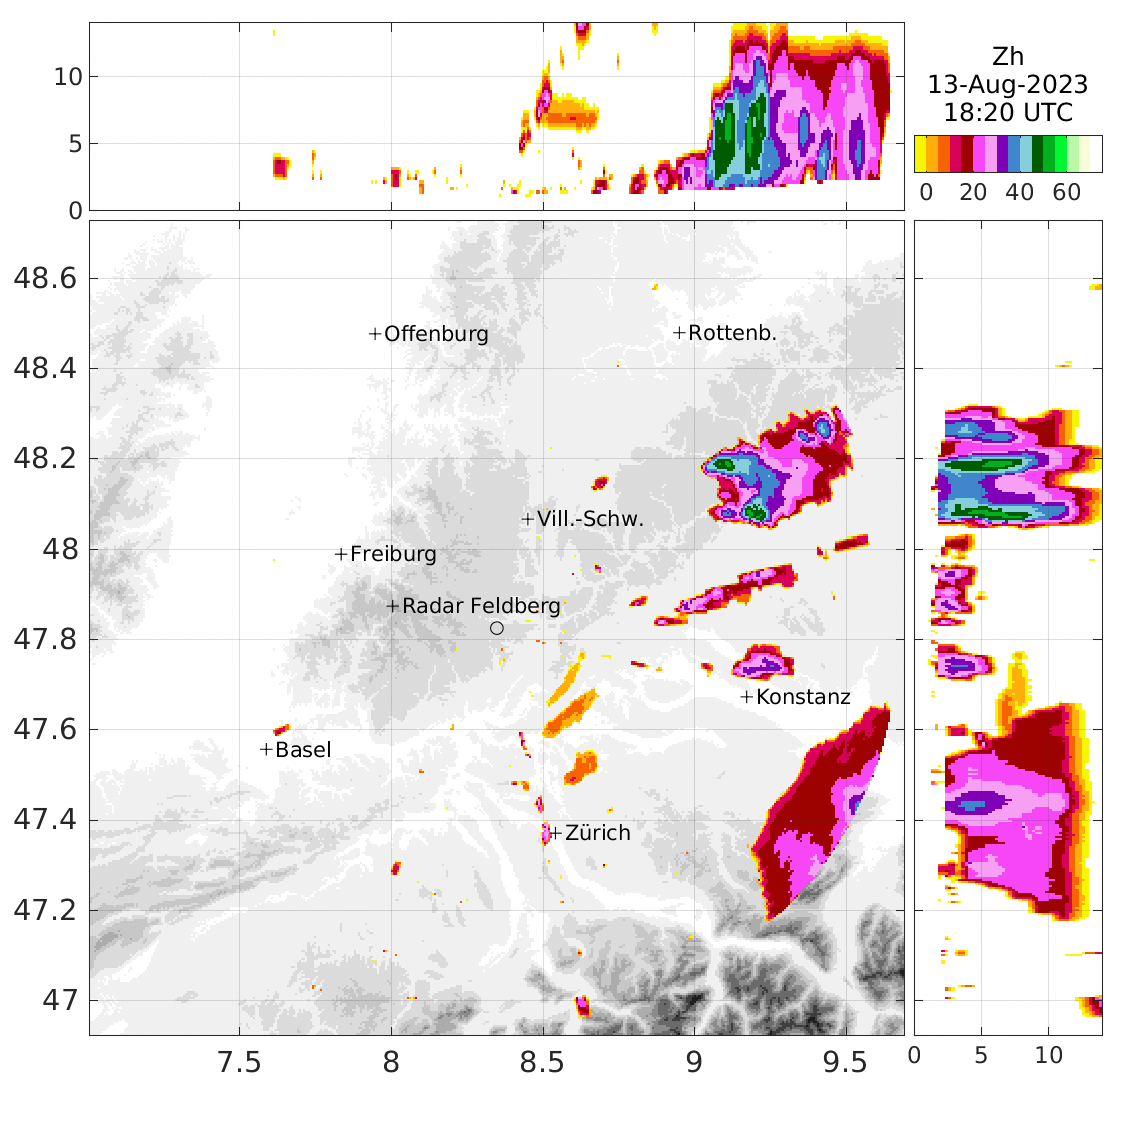 10
5
0
Zh
13-Aug-2023
18:20 UTC
0 20 40 60
48.6
48.4
48.2
48
47.8
47.6
47.4
47.2
47
Offenburg
Rottenb.
Vill.-Schw.
Freiburg
Radar Feldberg
Konstanz
Basel
Zürich
7.5 8 8.5 9 9.5
0 5 10